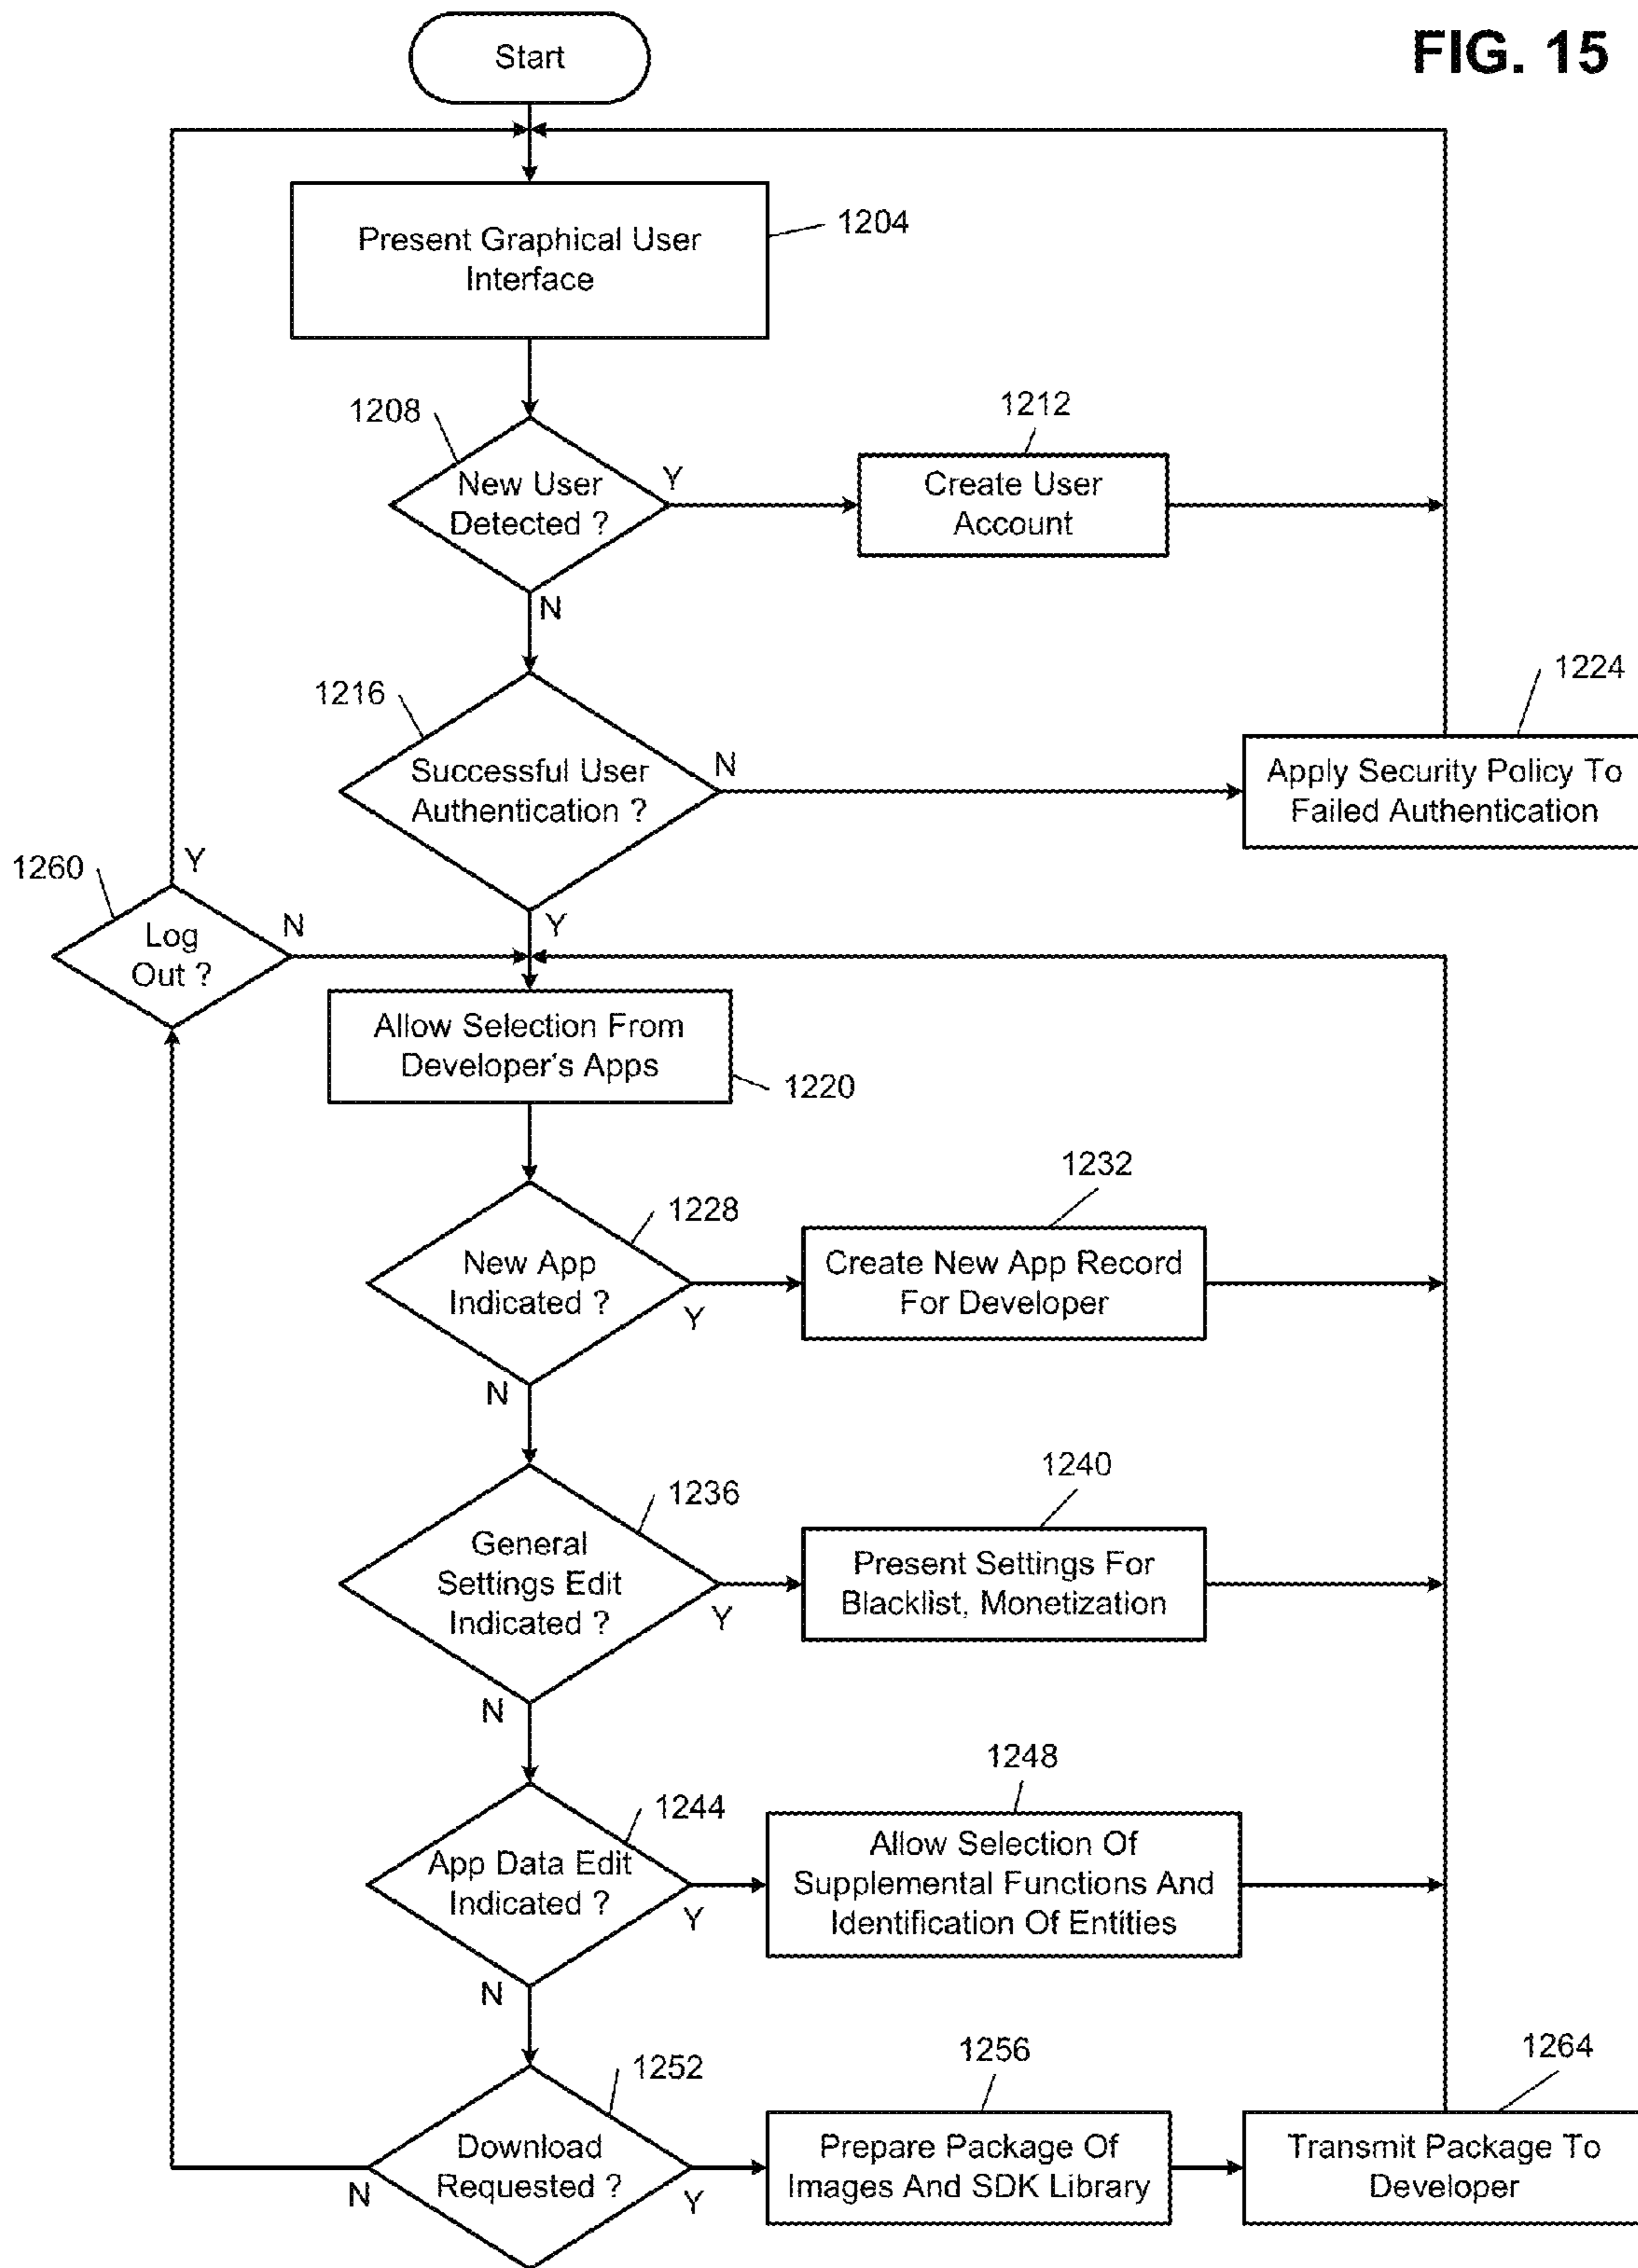 FIG. 15
Start
Present Graphical User
Interface
1204
1208
New User
Detected ?
Y
N
1212
Create User
Account
1216
Successful User
Authentication ?
N
Y
1224
Apply Security Policy To
Failed Authentication
1260
Log
Out ?
Y
N
Allow Selection From
Developer's Apps
1220
1228
New App
Indicated ?
Y
N
1232
Create New App Record
For Developer
1236
General
Settings Edit
Indicated ?
Y
N
1240
Present Settings For
Blacklist, Monetization
1244
App Data Edit
Indicated ?
Y
N
1248
Allow Selection Of
Supplemental Functions And
Identification Of Entities
1252
Download
Requested ?
N
Y
1256
Prepare Package Of
Images And SDK Library
1264
Transmit Package To
Developer